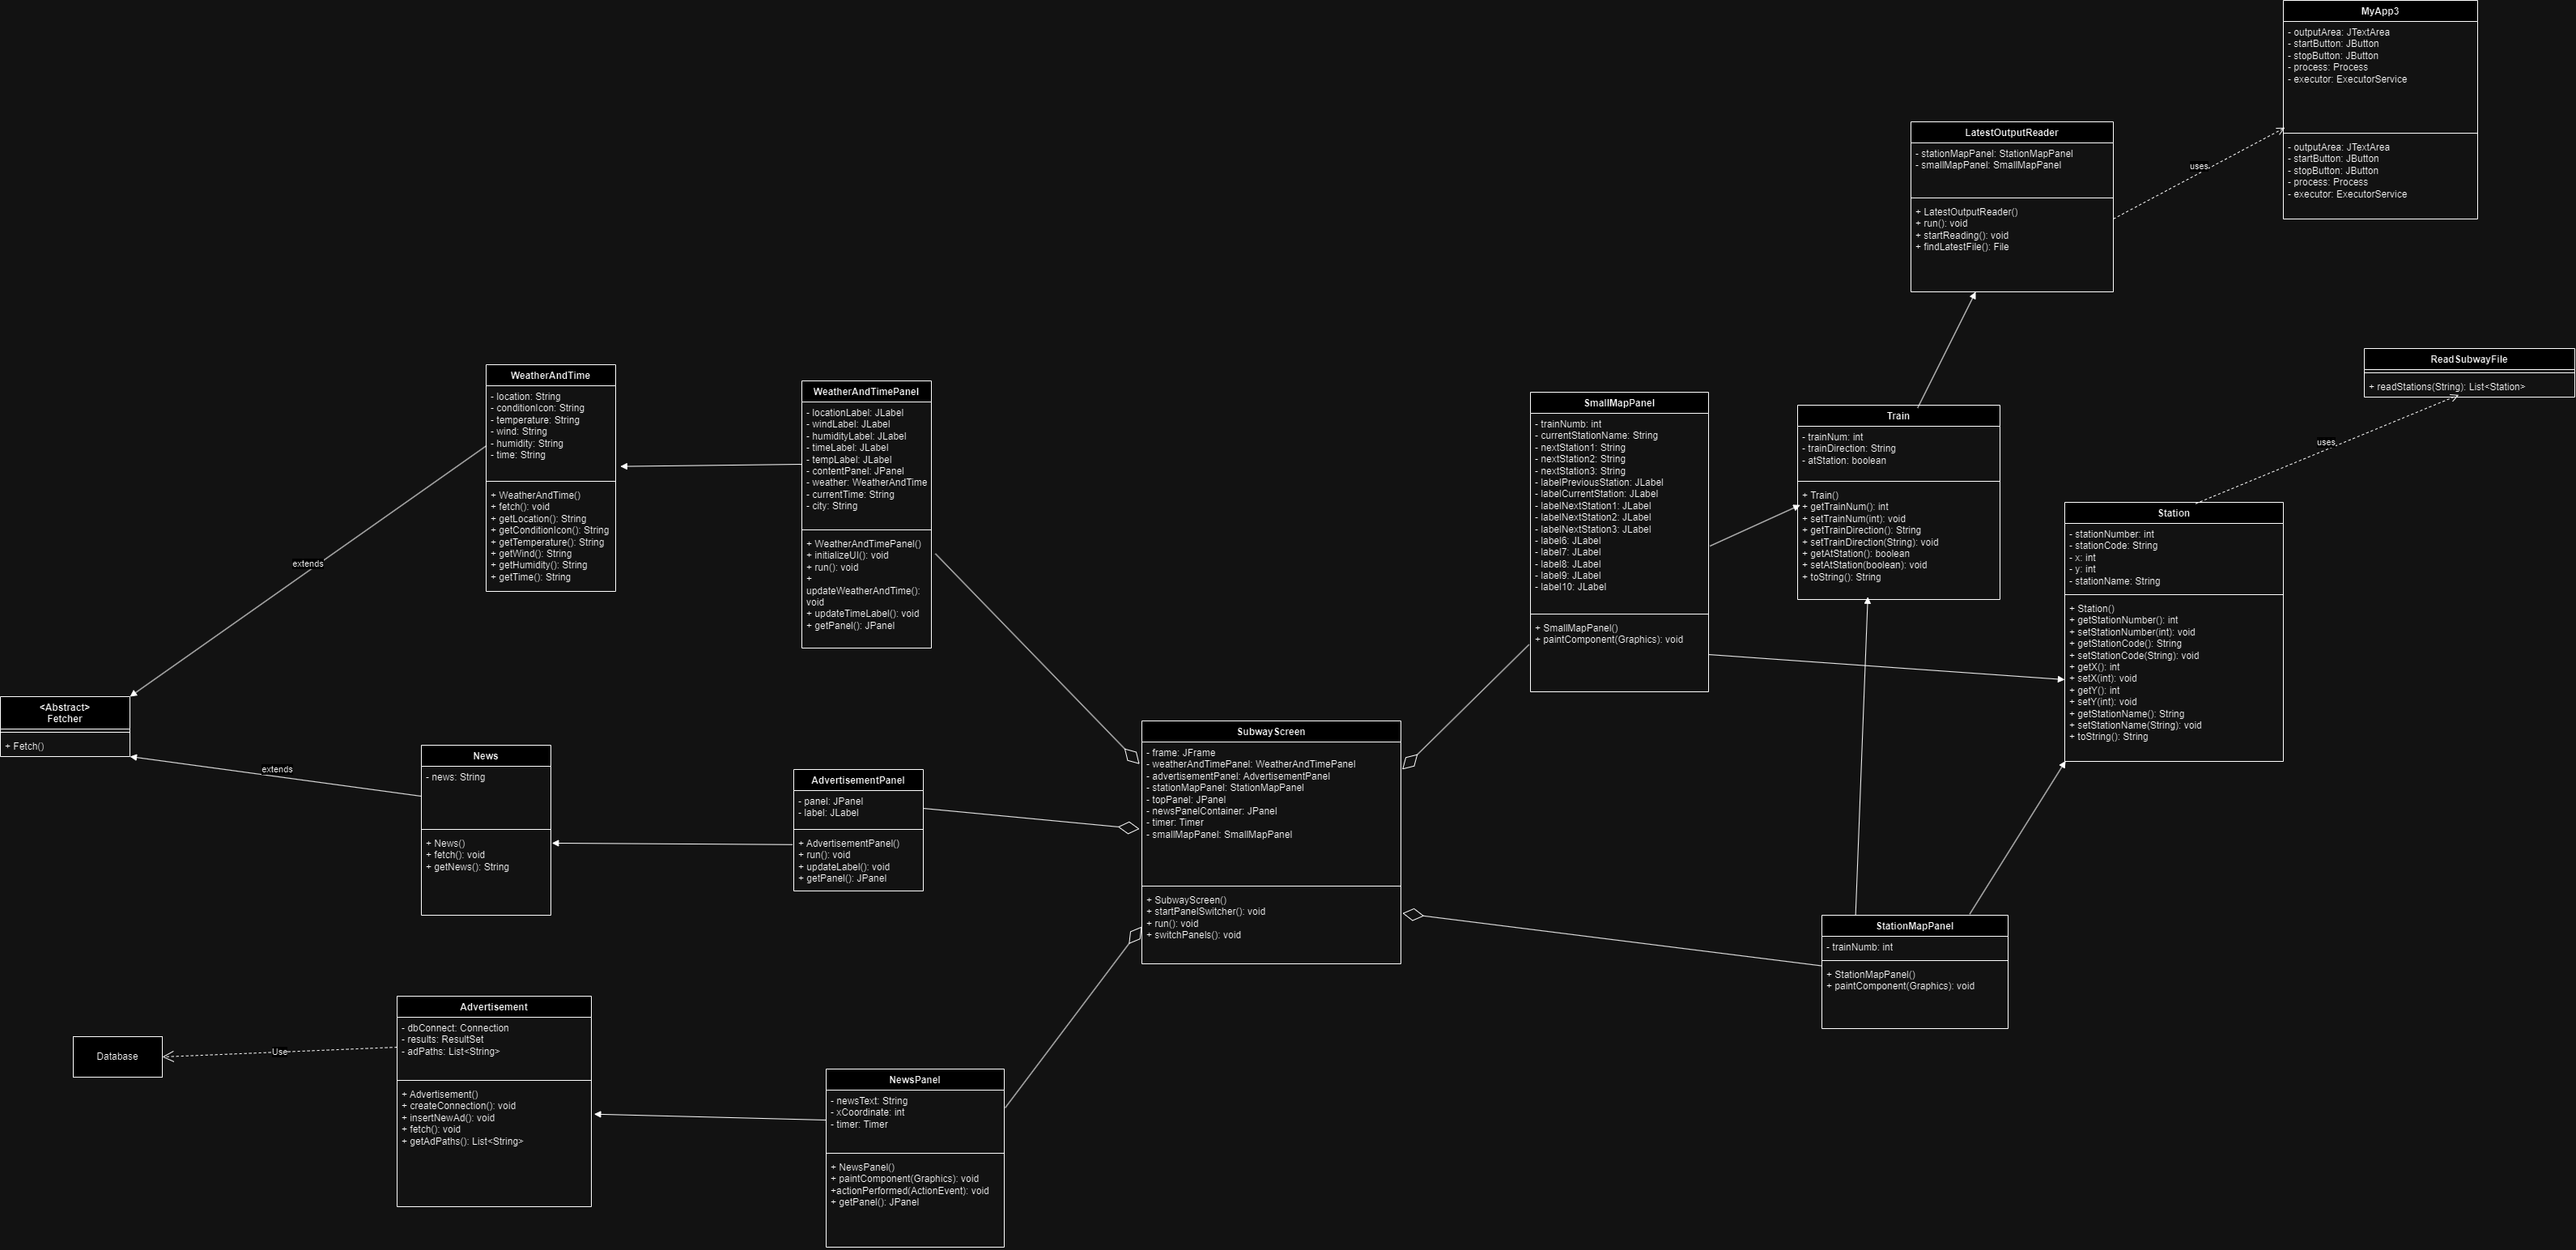 MyApp3
- outputArea: JTextArea
- startButton: JButton
- stopButton: JButton
- process: Process
- executor: ExecutorService
- outputArea: JTextArea
- startButton: JButton
- stopButton: JButton
- process: Process
- executor: ExecutorService
LatestOutputReader
- stationMapPanel: StationMapPanel
- smallMapPanel: SmallMapPanel
+ LatestOutputReader()
+ run(): void
+ startReading(): void
+ findLatestFile(): File
uses
ReadSubwayFile
+ readStations(String): List<Station>
uses
WeatherAndTime
- location: String
- conditionIcon: String
- temperature: String
- wind: String
- humidity: String
- time: String
+ WeatherAndTime()
+ fetch(): void
+ getLocation(): String
+ getConditionIcon(): String
+ getTemperature(): String
+ getWind(): String
+ getHumidity(): String
+ getTime(): String
WeatherAndTimePanel
- locationLabel: JLabel
- windLabel: JLabel
- humidityLabel: JLabel
- timeLabel: JLabel
- tempLabel: JLabel
- contentPanel: JPanel
- weather: WeatherAndTime
- currentTime: String
- city: String
+ WeatherAndTimePanel()
+ initializeUI(): void
+ run(): void
+
updateWeatherAndTime():
void
+ updateTimeLabel(): void
+ getPanel(): JPanel
SmallMapPanel
- trainNumb: int
- currentStationName: String
- nextStation1: String
- nextStation2: String
- nextStation3: String
- labelPreviousStation: JLabel
- labelCurrentStation: JLabel
- labelNextStation1: JLabel
- labelNextStation2: JLabel
- labelNextStation3: JLabel
- label6: JLabel
- label7: JLabel
- label8: JLabel
- label9: JLabel
- label10: JLabel
+ SmallMapPanel()
+ paintComponent(Graphics): void
Train
- trainNum: int
- trainDirection: String
- atStation: boolean
+ Train()
+ getTrainNum(): int
+ setTrainNum(int): void
+ getTrainDirection(): String
+ setTrainDirection(String): void
+ getAtStation(): boolean
+ setAtStation(boolean): void
+ toString(): String
Station
- stationNumber: int
- stationCode: String
- x: int
- y: int
- stationName: String
+ Station()
+ getStationNumber(): int
+ setStationNumber(int): void
+ getStationCode(): String
+ setStationCode(String): void
+ getX(): int
+ setX(int): void
+ getY(): int
+ setY(int): void
+ getStationName(): String
+ setStationName(String): void
+ toString(): String
extends
<Abstract>
Fetcher
+ Fetch()
extends
News
- news: String
+ News()
+ fetch(): void
+ getNews(): String
AdvertisementPanel
- panel: JPanel
- label: JLabel
+ AdvertisementPanel()
+ run(): void
+ updateLabel(): void
+ getPanel(): JPanel
SubwayScreen
- frame: JFrame
- weatherAndTimePanel: WeatherAndTimePanel
- advertisementPanel: AdvertisementPanel
- stationMapPanel: StationMapPanel
- topPanel: JPanel
- newsPanelContainer: JPanel
- timer: Timer
- smallMapPanel: SmallMapPanel
+ SubwayScreen()
+ startPanelSwitcher(): void
+ run(): void
+ switchPanels(): void
StationMapPanel
- trainNumb: int
+ StationMapPanel()
+ paintComponent(Graphics): void
Database
Use
Advertisement
- dbConnect: Connection
- results: ResultSet
- adPaths: List<String>
+ Advertisement()
+ createConnection(): void
+ insertNewAd(): void
+ fetch(): void
+ getAdPaths(): List<String>
NewsPanel
- newsText: String
- xCoordinate: int
- timer: Timer
+ NewsPanel()
+ paintComponent(Graphics): void
+actionPerformed(ActionEvent): void
+ getPanel(): JPanel